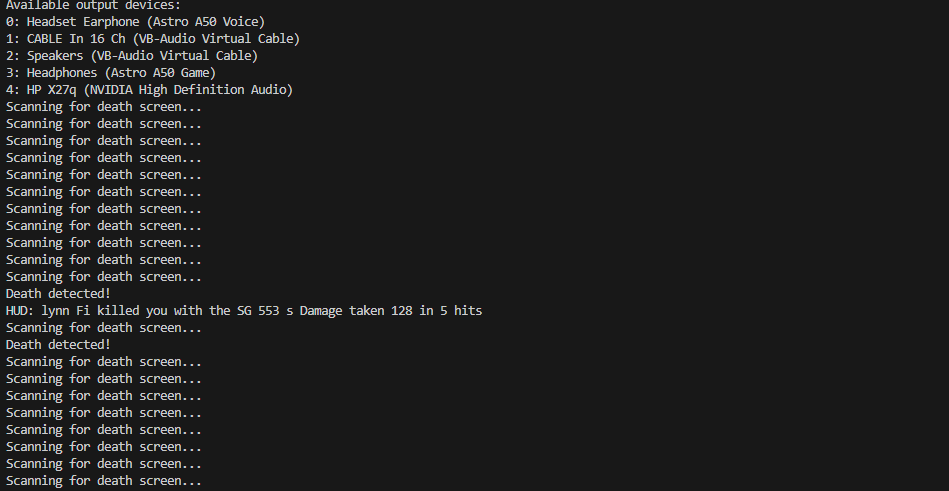 Available output devices:
0: Headset Earphone (Astro A50 Voice)
1: CABLE In 16 Ch (VB-Audio Virtual Cable)
2: Speakers (VB-Audio Virtual Cable)
3: Headphones (Astro A50 Game)
4: HP X27q (NVIDIA High Definition Audio)
Scanning for death screen...
Scanning for death screen...
Scanning for death screen...
Scanning for death screen...
Scanning for death screen...
Scanning for death screen...
Scanning for death screen...
Scanning for death screen...
Scanning for death screen...
Scanning for death screen...
Scanning for death screen...
Death detected!
HUD: lynn Fi killed you with the SG 553 s Damage taken 128 in 5 hits
Scanning for death screen...
Death detected!
Scanning for death screen...
Scanning for death screen...
Scanning for death screen...
Scanning for death screen...
Scanning for death screen...
Scanning for death screen...
Scanning for death screen...
Scanning for death screen...